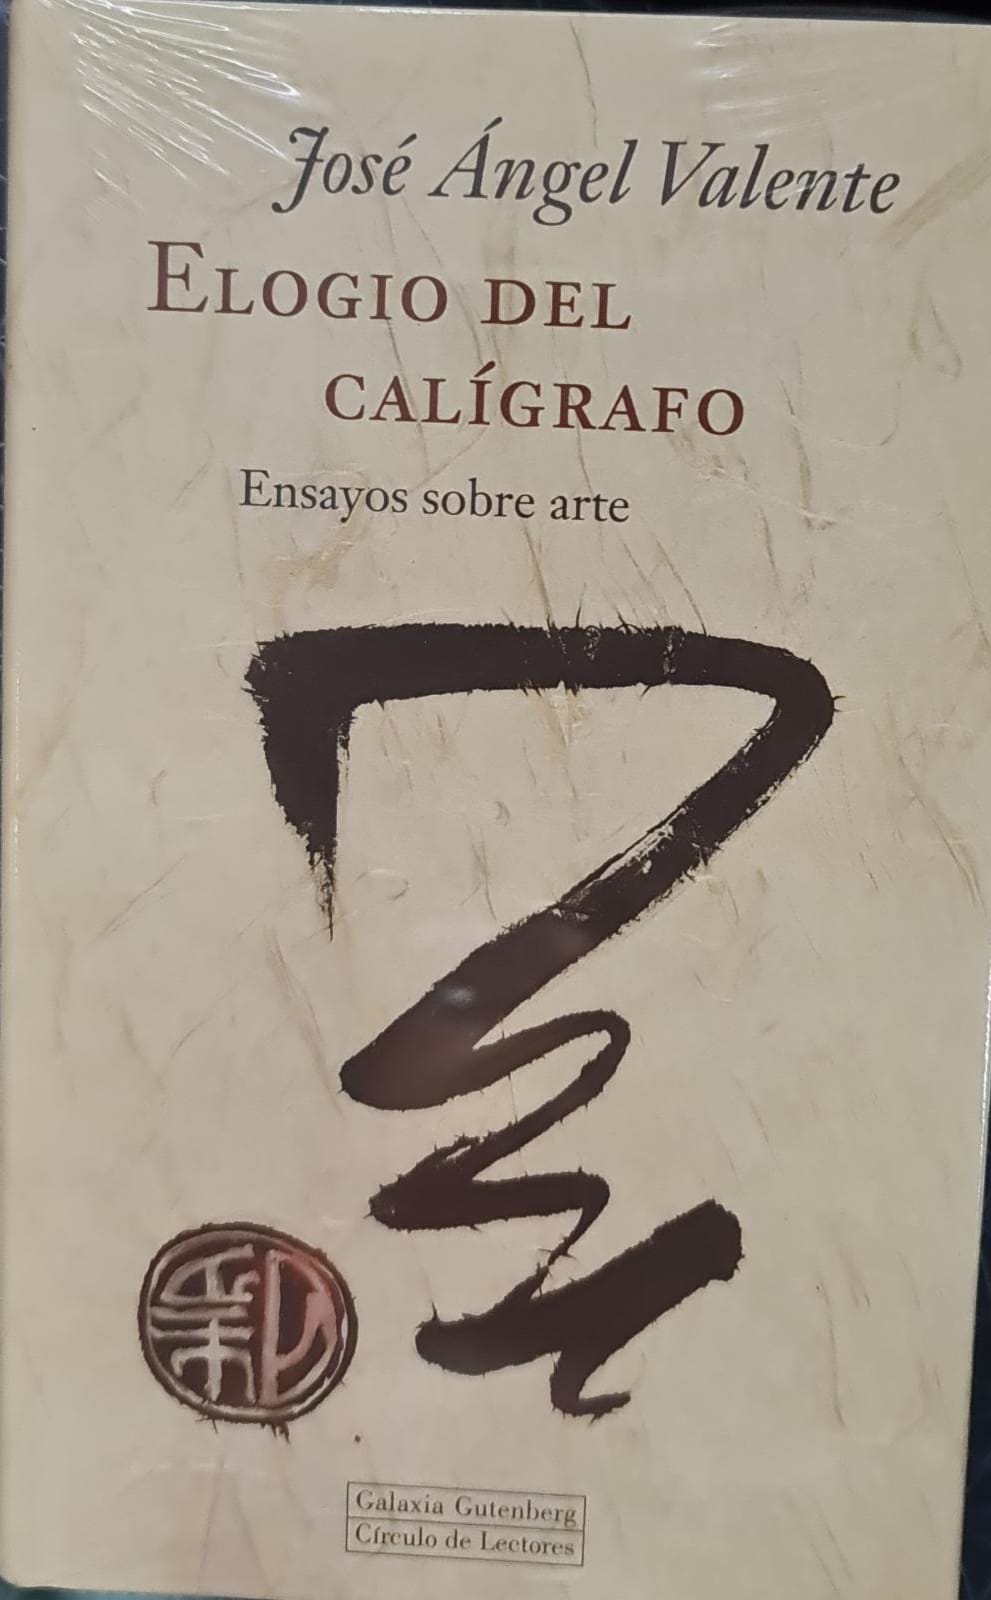 José Ángel Valente
ELOGIO DEL
CALÍGRAFO
Ensayos sobre arte
Galaxia Gutenberg
Círculo de Lectores